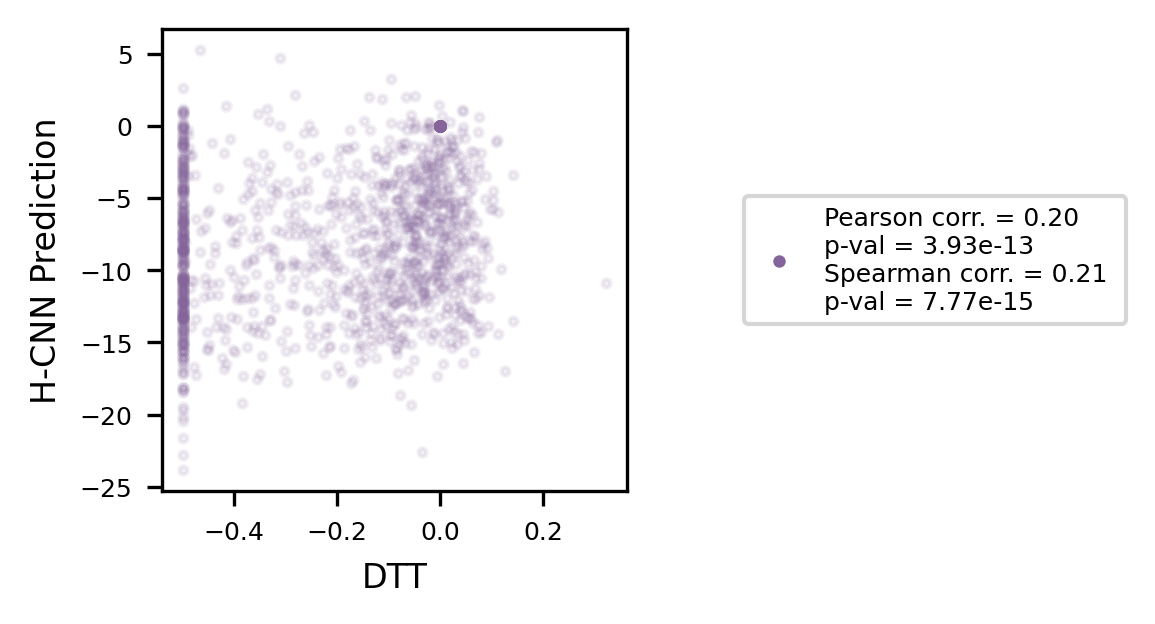 5
0
−5
−10
−15
−20
−25
H-CNN Prediction
−0.4 −0.2 0.0 0.2
DTT
Pearson corr. = 0.20
p-val = 3.93e-13
Spearman corr. = 0.21
p-val = 7.77e-15